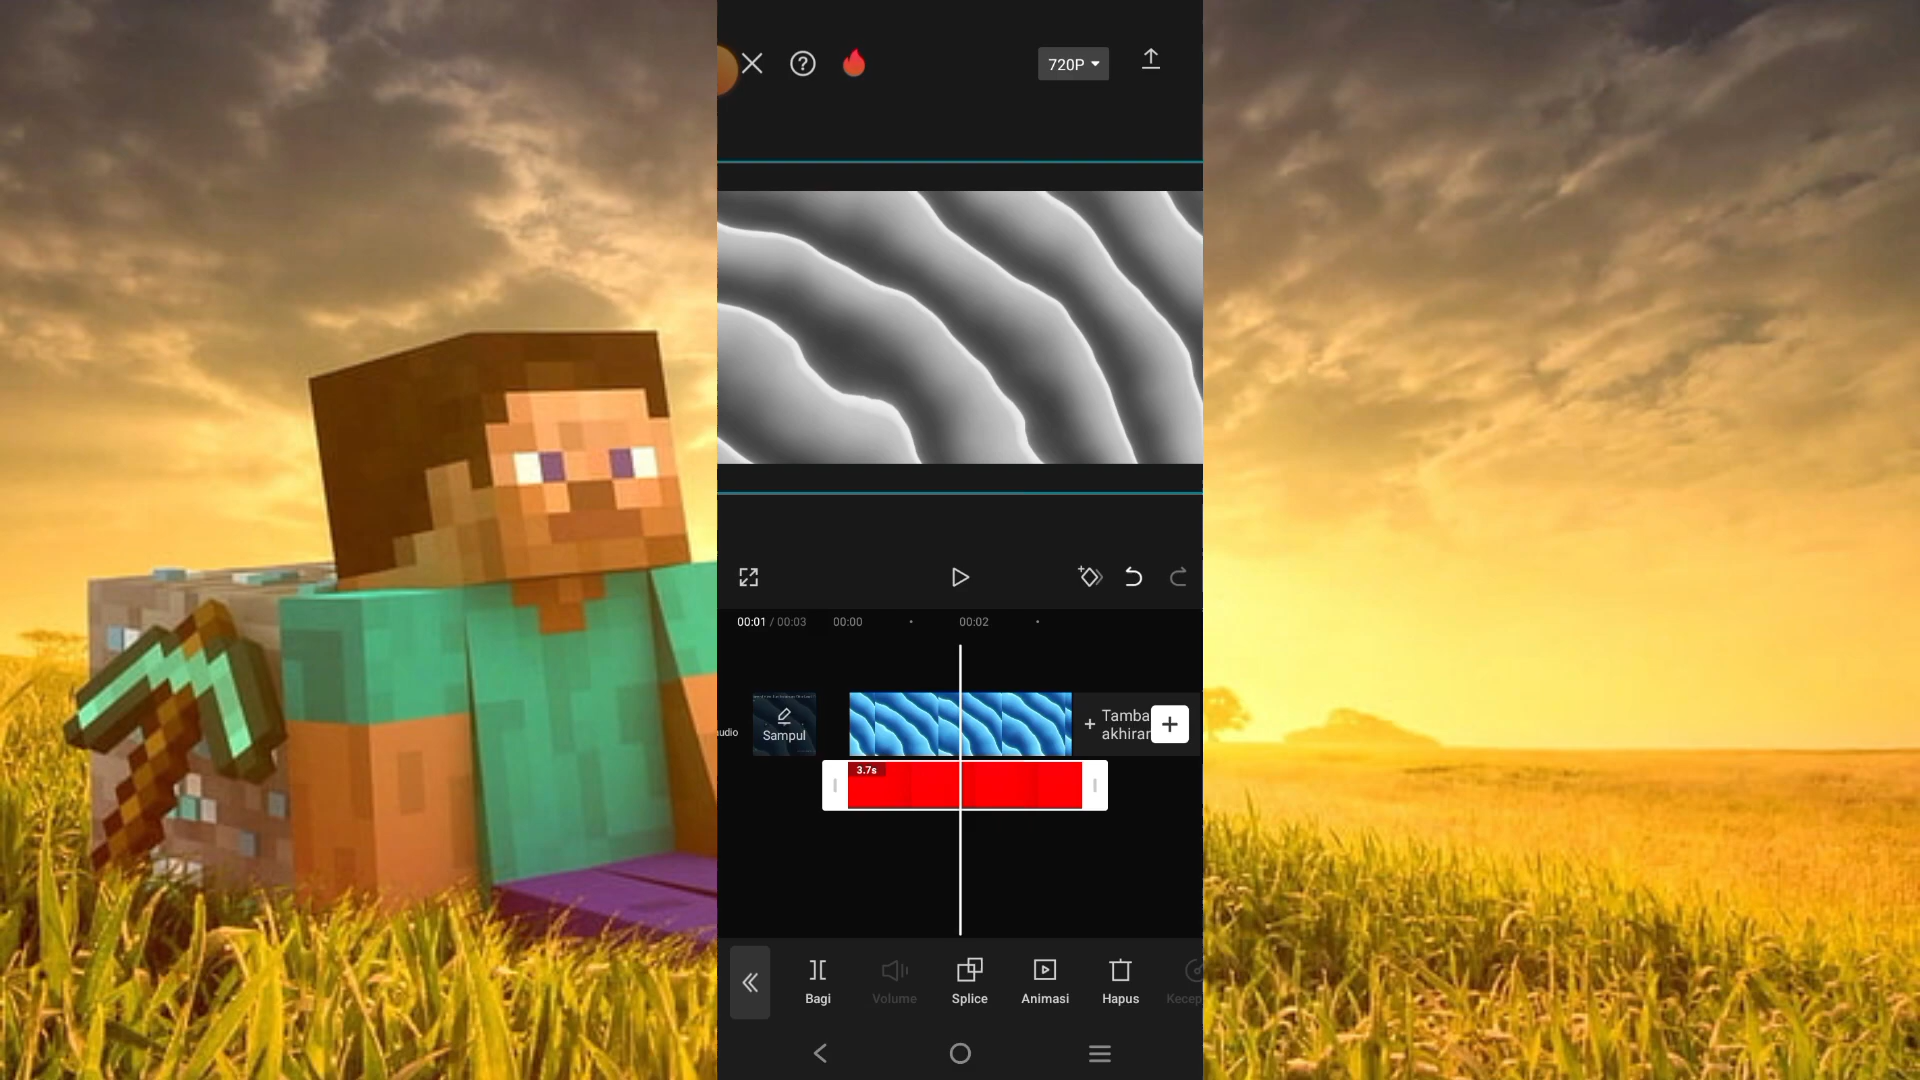 720P
00:01 / 00:03 00:00 00:02
udio
Sampul
+ Tamba
akhirar
3.7s
Bagi Volume Splice Animasi Hapus Kecep